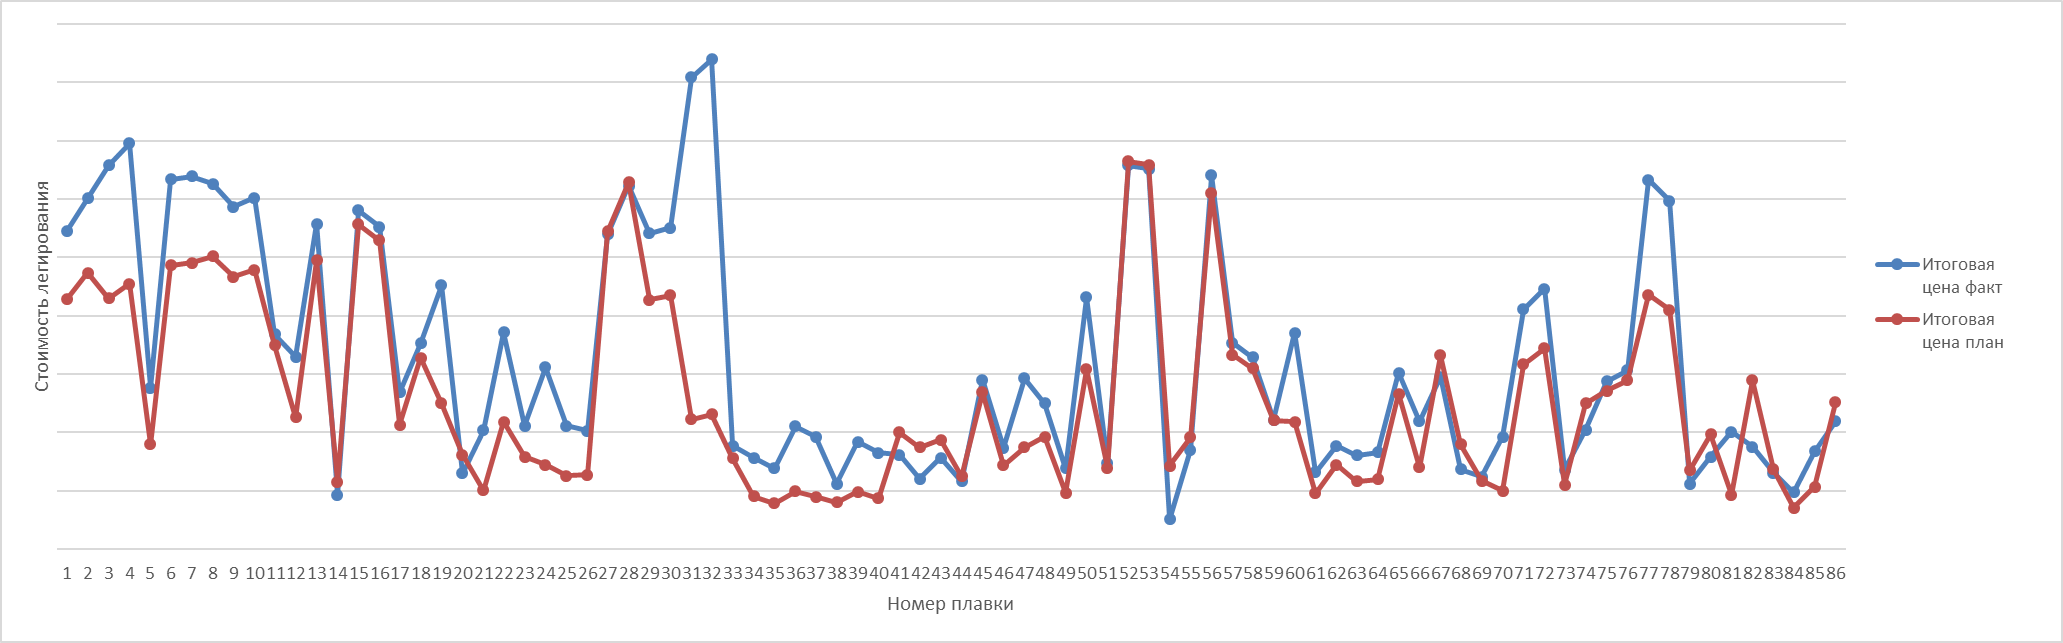 Стоимость легирования
1 2 3 4 5 6 7 8 9 10 11 12 13 14 15 16 17 18 19 20 21 22 23 24 25 26 27 28 29 30 31 32 33 34 35 36 37 38 39 40 41 42 43 44 45 46 47 48 49 50 51 52 53 54 55 56 57 58 59 60 61 62 63 64 65 66 67 68 69 70 71 72 73 74 75 76 77 78 79 80 81 82 83 84 85 86
Номер плавки
Итоговая
цена факт
Итоговая
цена план